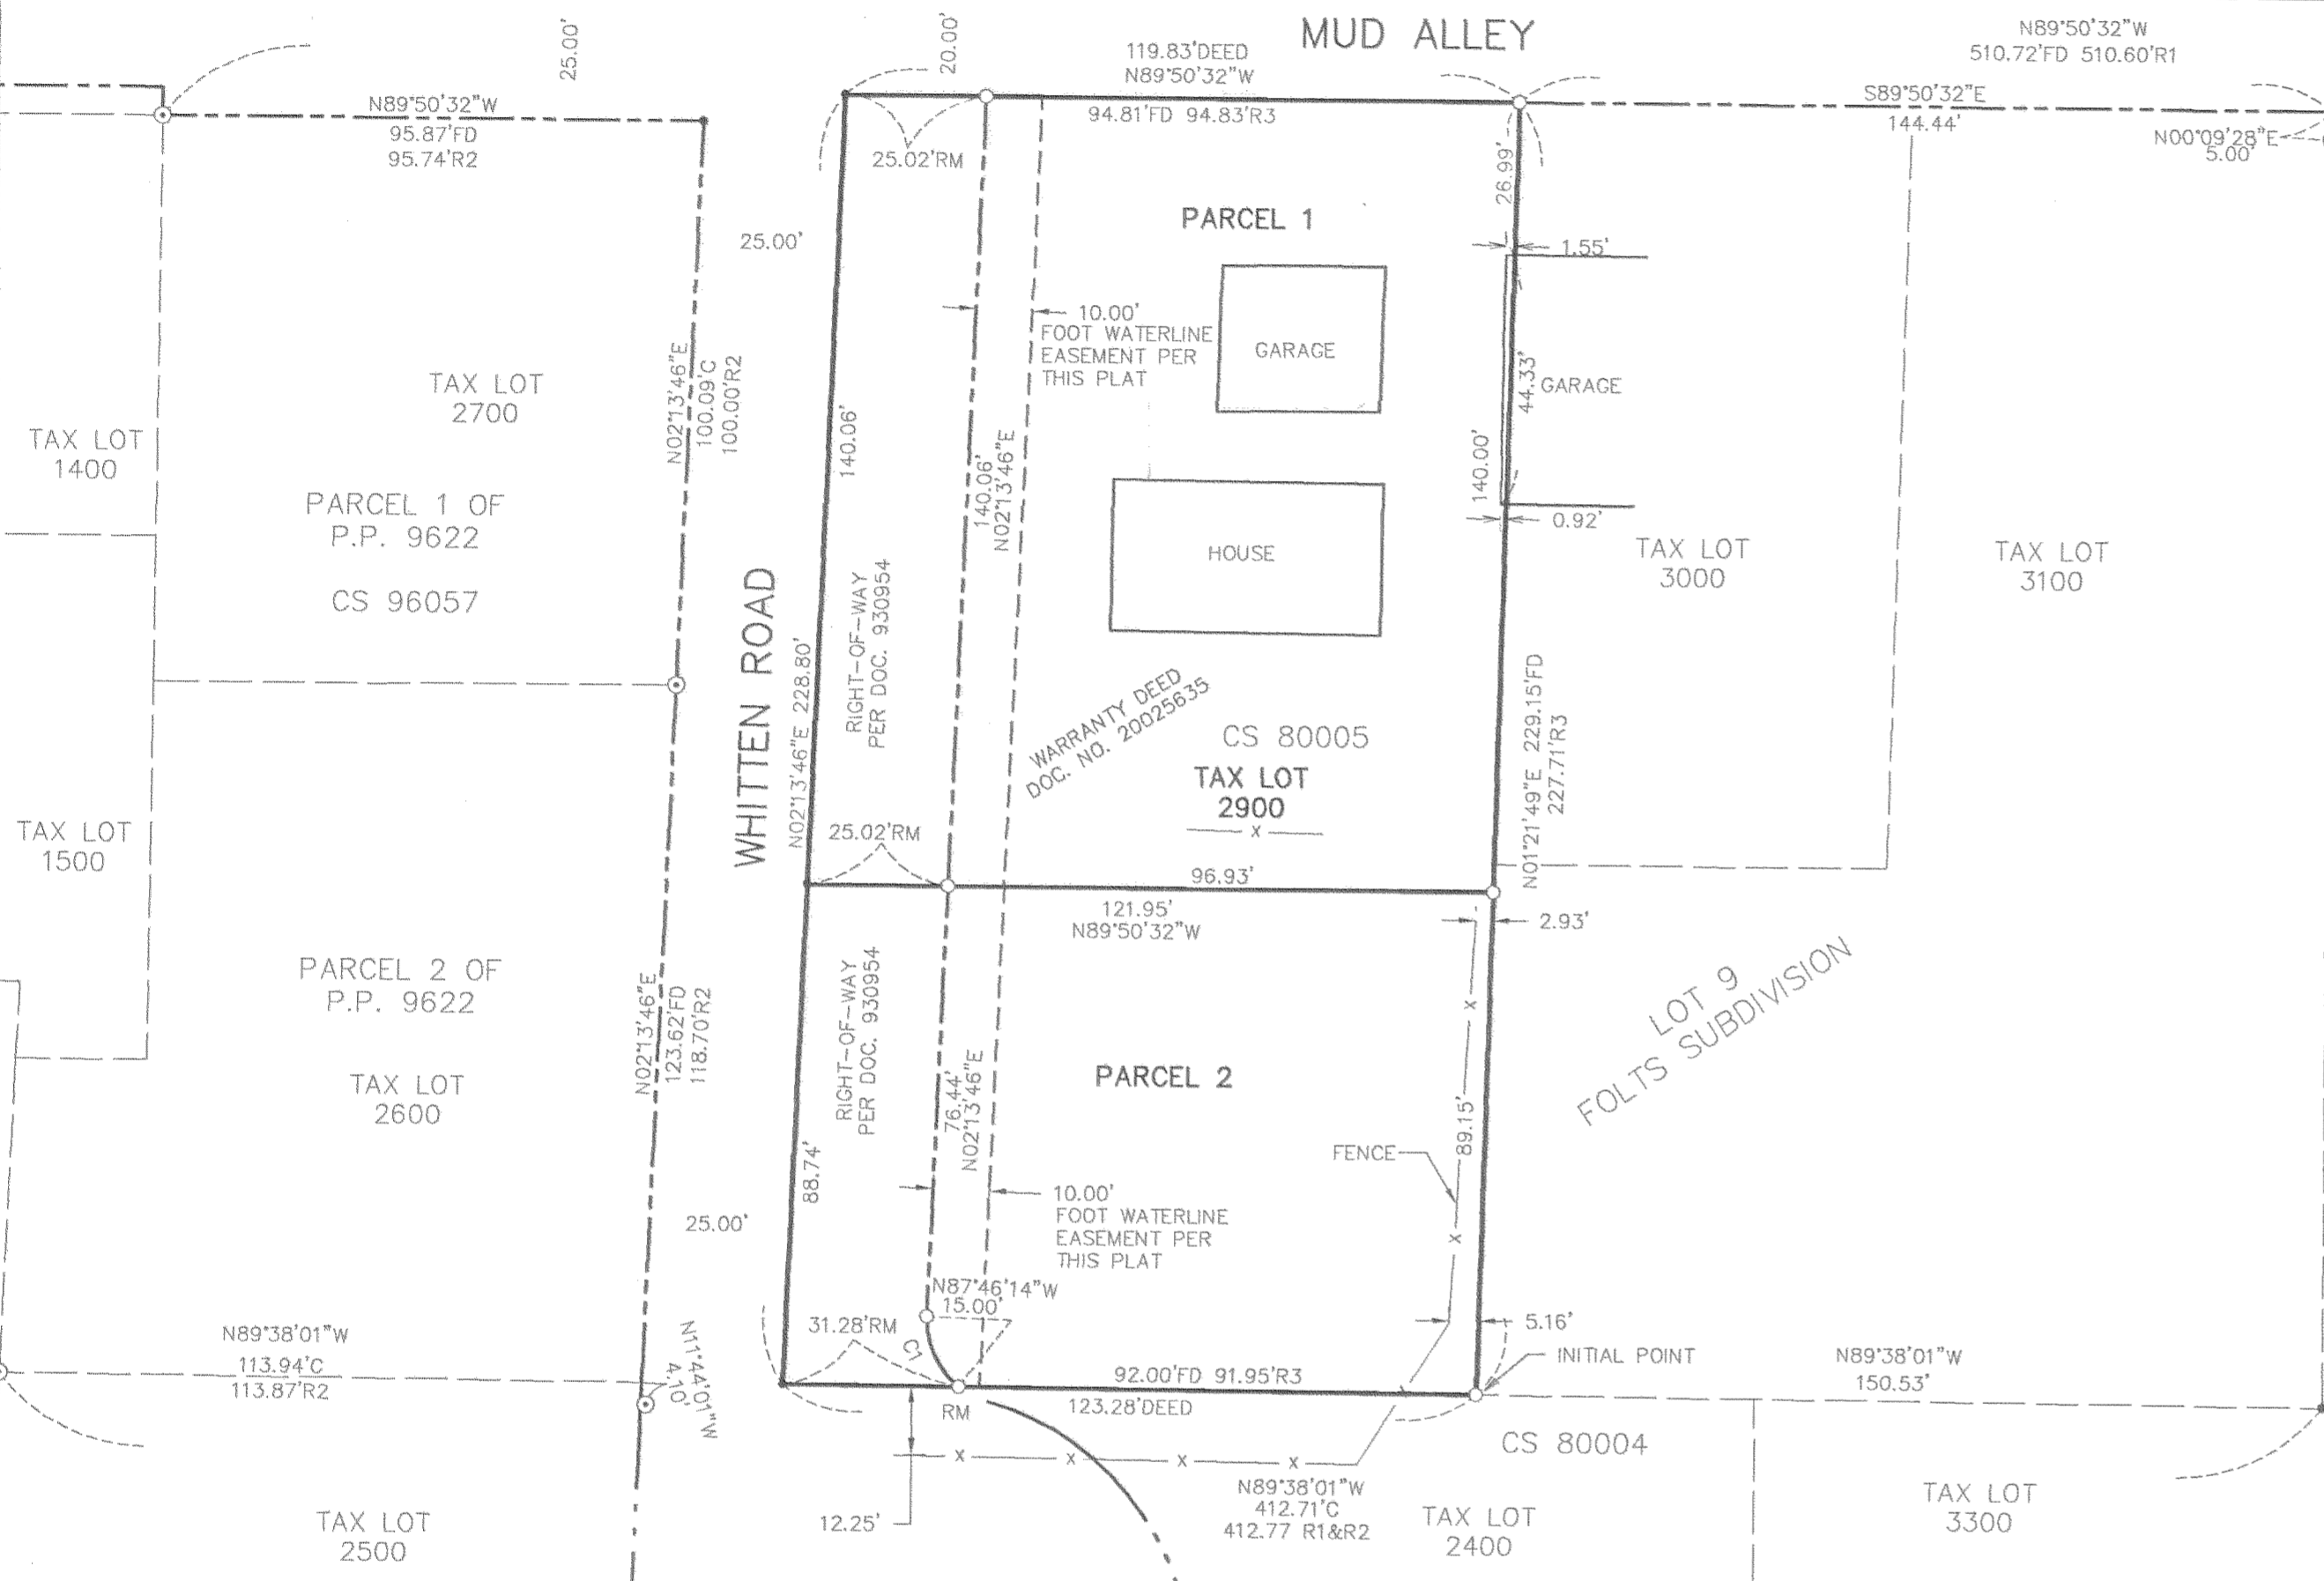 MUD ALLEY
25.00'
20.00'
119.83'DEED
N89°50'32"W
94.81'FD 94.83'R3
N89°50'32"W
510.72'FD 510.60'R1
S89°50'32"E
144.44'
N00°09'28"E
5.00'
N89°50'32"W
95.87'FD
95.74'R2
25.02'RM
26.99'
PARCEL 1
25.00'
1.55'
10.00'
FOOT WATERLINE
EASEMENT PER
THIS PLAT
GARAGE
44.33'
GARAGE
TAX LOT
2700
N02°13'46"E
100.09'C
100.00'R2
TAX LOT
1400
140.06'
140.06'
N02°13'46"E
140.00'
PARCEL 1 OF
P.P. 9622
CS 96057
0.92'
HOUSE
TAX LOT
3000
TAX LOT
3100
WHITTEN ROAD
N02°13'46"E 228.80'
RIGHT-OF-WAY
PER DOC. 930954
WARRANTY DEED
DOC. NO. 20025635
CS 80005
TAX LOT
2900
X
N01°21'49"E 229.15'FD
227.71'R3
TAX LOT
1500
25.02'RM
96.93'
121.95'
N89°50'32"W
2.93'
PARCEL 2 OF
P.P. 9622
N02°13'46"E
123.62'FD
118.70'R2
RIGHT-OF-WAY
PER DOC. 930954
LOT 9
FOLTS SUBDIVISION
X
TAX LOT
2600
76.44'
N02°13'46"E
PARCEL 2
89.15'
88.74'
FENCE
X
25.00'
10.00'
FOOT WATERLINE
EASEMENT PER
THIS PLAT
N87°46'14"W
15.00'
31.28'RM
C1
5.16'
INITIAL POINT
N89°38'01"W
113.94'C
113.87'R2
N11°44'01"W
4.10'
92.00'FD 91.95'R3
RM
123.28'DEED
N89°38'01"W
150.53'
CS 80004
X X X X
N89°38'01"W
412.71'C
412.77 R1&R2
12.25'
TAX LOT
2500
TAX LOT
2400
TAX LOT
3300